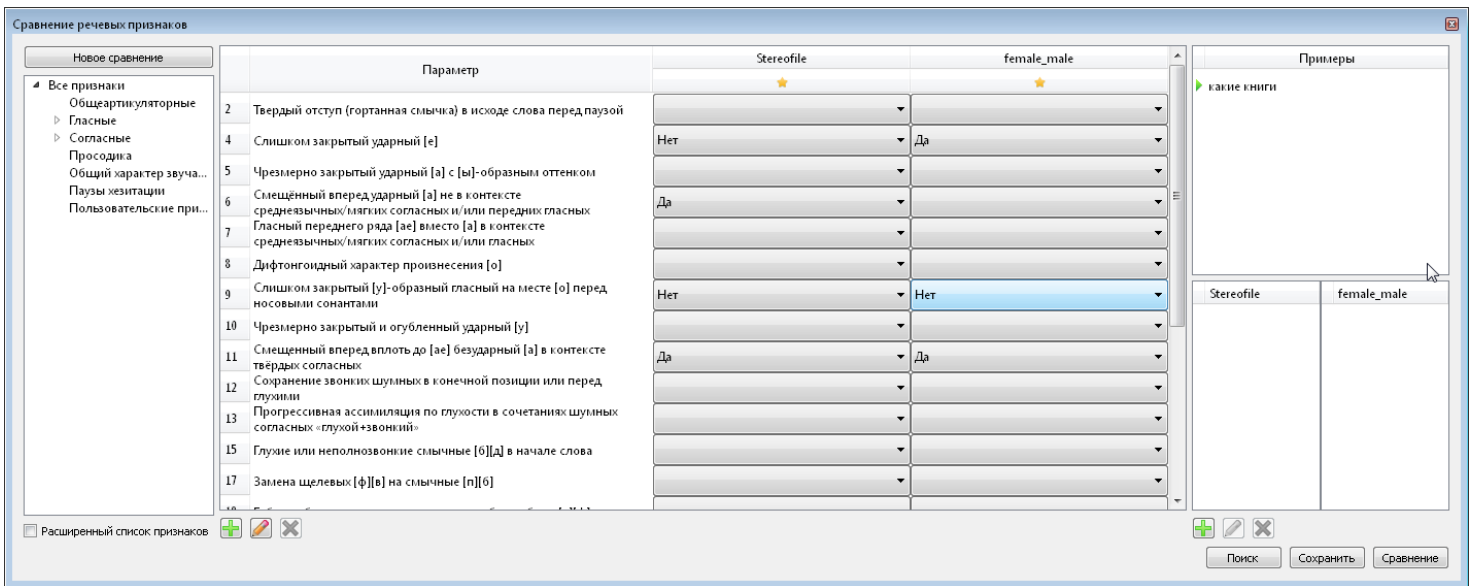 Сравнение речевых признаков
Новое сравнение
Все признаки
Общеартикуляторные
Гласные
Согласные
Просодика
Общий характер звуча...
Паузы хезитации
Пользовательские при...
Расширенный список признаков
Параметр
Stereofile
female_male
2 Твердый отступ (гортанная смычка) в исходе слова перед паузой
4 Слишком закрытый ударный [е] Нет Да
5 Чрезмерно закрытый ударный [а] с [ы]-образным оттенком
6 Смещённый вперед ударный [а] не в контексте
среднеязычных/мягких согласных и/или передних гласных
Да
7 Гласный переднего ряда [ае] вместо [а] в контексте
среднеязычных/мягких согласных и/или гласных
8 Дифтонгоидный характер произнесения [о]
9 Слишком закрытый [у]-образный гласный на месте [о] перед
носовыми сонантами
Нет Нет
10 Чрезмерно закрытый и огубленный ударный [у]
11 Смещенный вперед вплоть до [ае] безударный [а] в контексте
твёрдых согласных
Да Да
12 Сохранение звонких шумных в конечной позиции или перед
глухими
13 Прогрессивная ассимиляция по глухости в сочетаниях шумных
согласных «глухой+звонкий»
15 Глухие или неполнозвонкие смычные [б][д] в начале слова
17 Замена щелевых [ф][в] на смычные [п][б]
Примеры
какие книги
Stereofile
female_male
Поиск
Сохранить
Сравнение